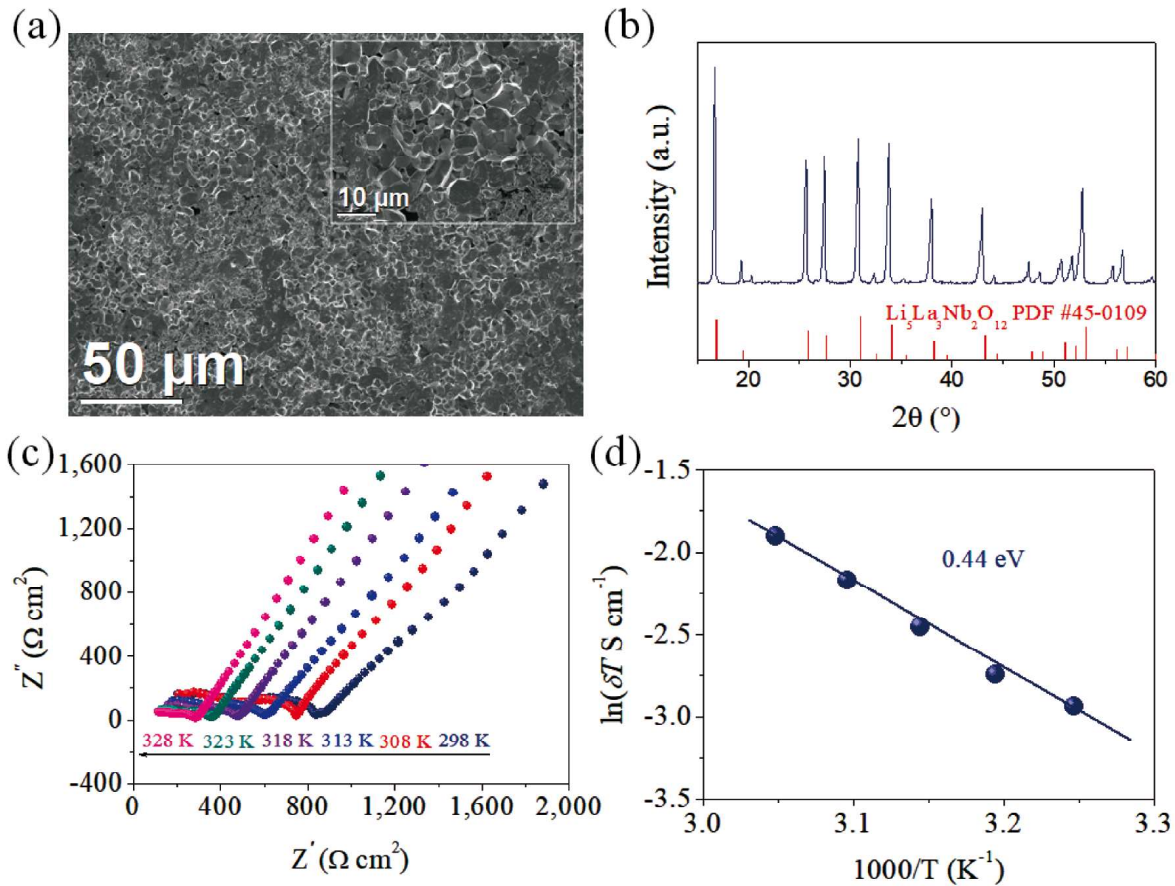 (a)
10 µm
50 µm
(b)
Intensity (a.u.)
Li₅La₃Nb₂O₁₂ PDF #45-0109
20 30 40 50 60
2θ (°)
(c)
1,600
1,200
800
400
0
-400
Z″ (Ω cm²)
328 K 323 K 318 K 313 K 308 K 298 K
0 400 800 1,200 1,600 2,000
Z′ (Ω cm²)
(d)
-1.5
-2.0
-2.5
-3.0
-3.5
ln(δT S cm⁻¹)
0.44 eV
3.0 3.1 3.2 3.3
1000/T (K⁻¹)